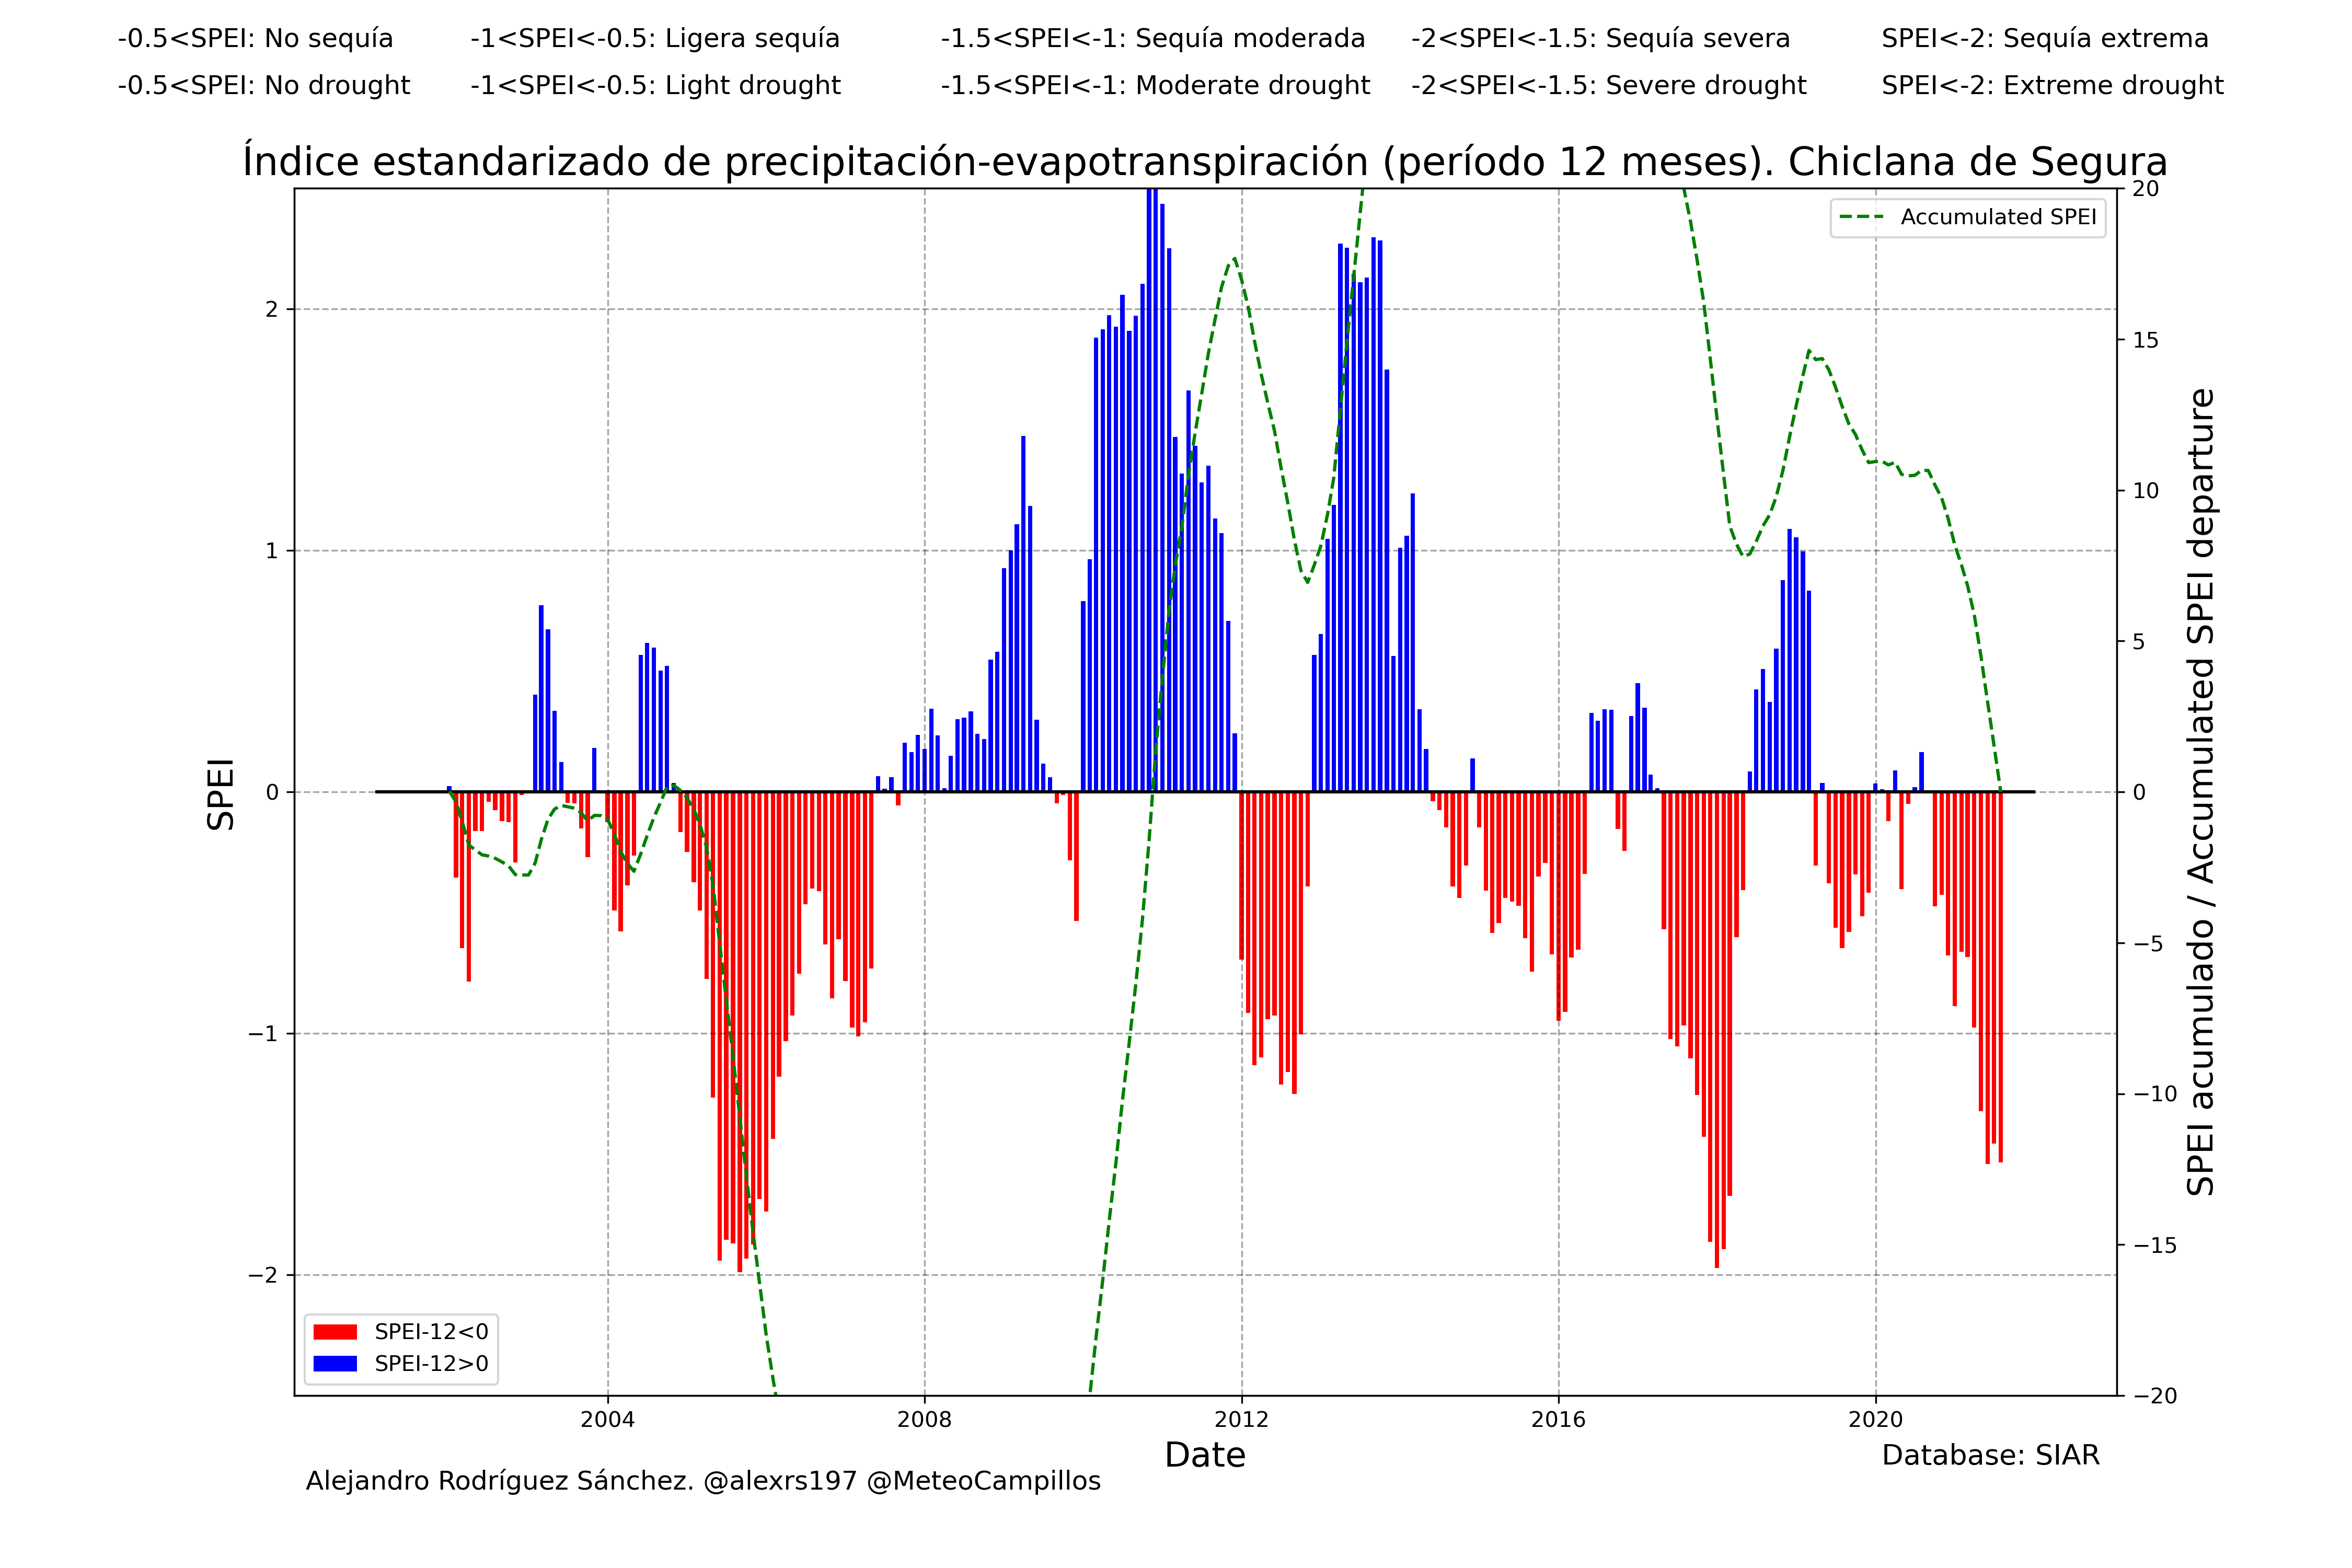 -0.5<SPEI: No sequía -1<SPEI<-0.5: Ligera sequía -1.5<SPEI<-1: Sequía moderada -2<SPEI<-1.5: Sequía severa SPEI<-2: Sequía extrema
-0.5<SPEI: No drought -1<SPEI<-0.5: Light drought -1.5<SPEI<-1: Moderate drought -2<SPEI<-1.5: Severe drought SPEI<-2: Extreme drought
Índice estandarizado de precipitación-evapotranspiración (período 12 meses). Chiclana de Segura
Accumulated SPEI
SPEI
2
1
0
−1
−2
20
15
10
5
0
−5
−10
−15
−20
SPEI acumulado / Accumulated SPEI departure
SPEI-12<0
SPEI-12>0
2004 2008 2012 2016 2020
Date
Database: SIAR
Alejandro Rodríguez Sánchez. @alexrs197 @MeteoCampillos